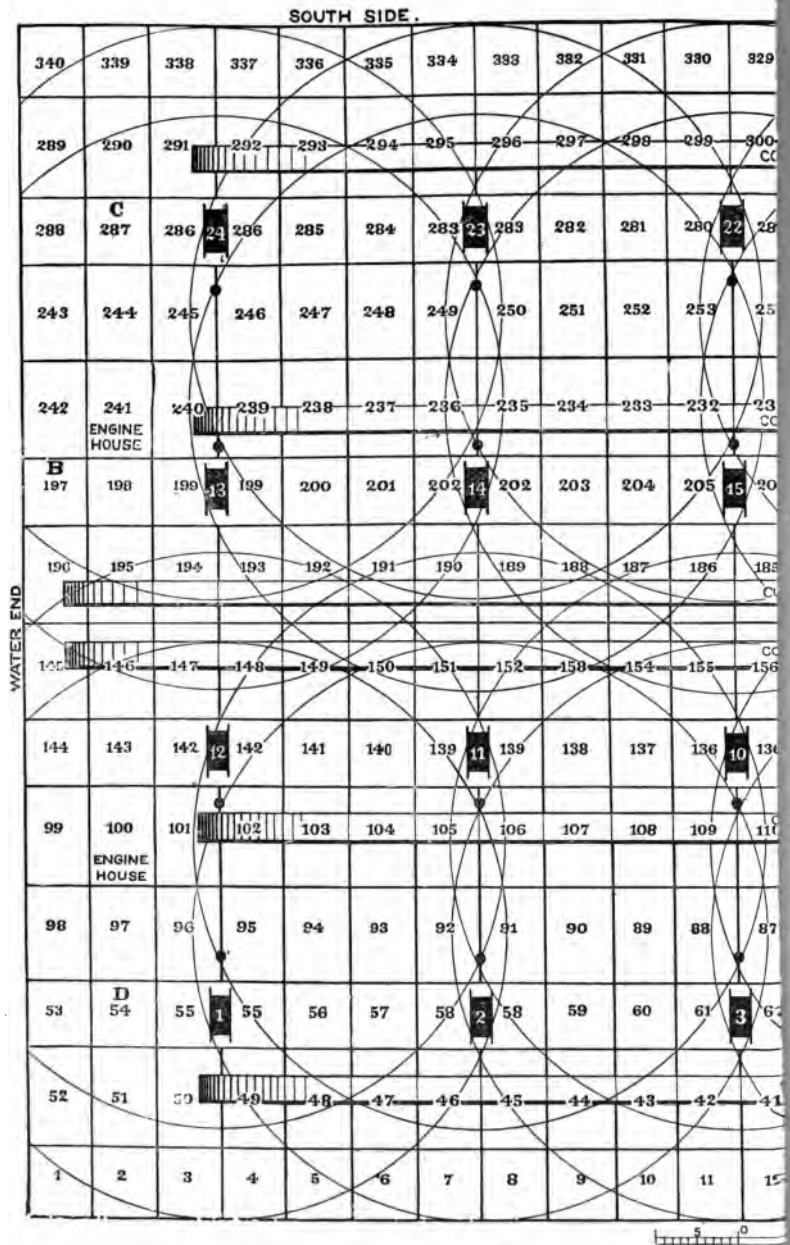 SOUTH SIDE.
340 339 338 337 336 335 334 333 332 331 330 329
289 290 291 292 293 294 295 296 297 298 299 300
CO
C
288 287 286 24 286 285 284 283 23 283 282 281 280 22
243 244 245 246 247 248 249 250 251 252 253
242 241 240 239 238 237 236 235 234 233 232
ENGINE
HOUSE
CO
B
197 198 199 13 199 200 201 202 14 202 203 204 205 15
196 195 194 193 192 191 190 189 188 187 186 185
WATER END
CO
145 146 147 148 149 150 151 152 153 154 155 156
144 143 142 12 142 141 140 139 11 139 138 137 136 10 136
99 100 101 102 103 104 105 106 107 108 109 110
ENGINE
HOUSE
98 97 96 95 94 93 92 91 90 89 88 87
D
53 54 55 1 55 56 57 58 2 58 59 60 61 3
52 51 50 49 48 47 46 45 44 43 42 41
1 2 3 4 5 6 7 8 9 10 11 12
5 0